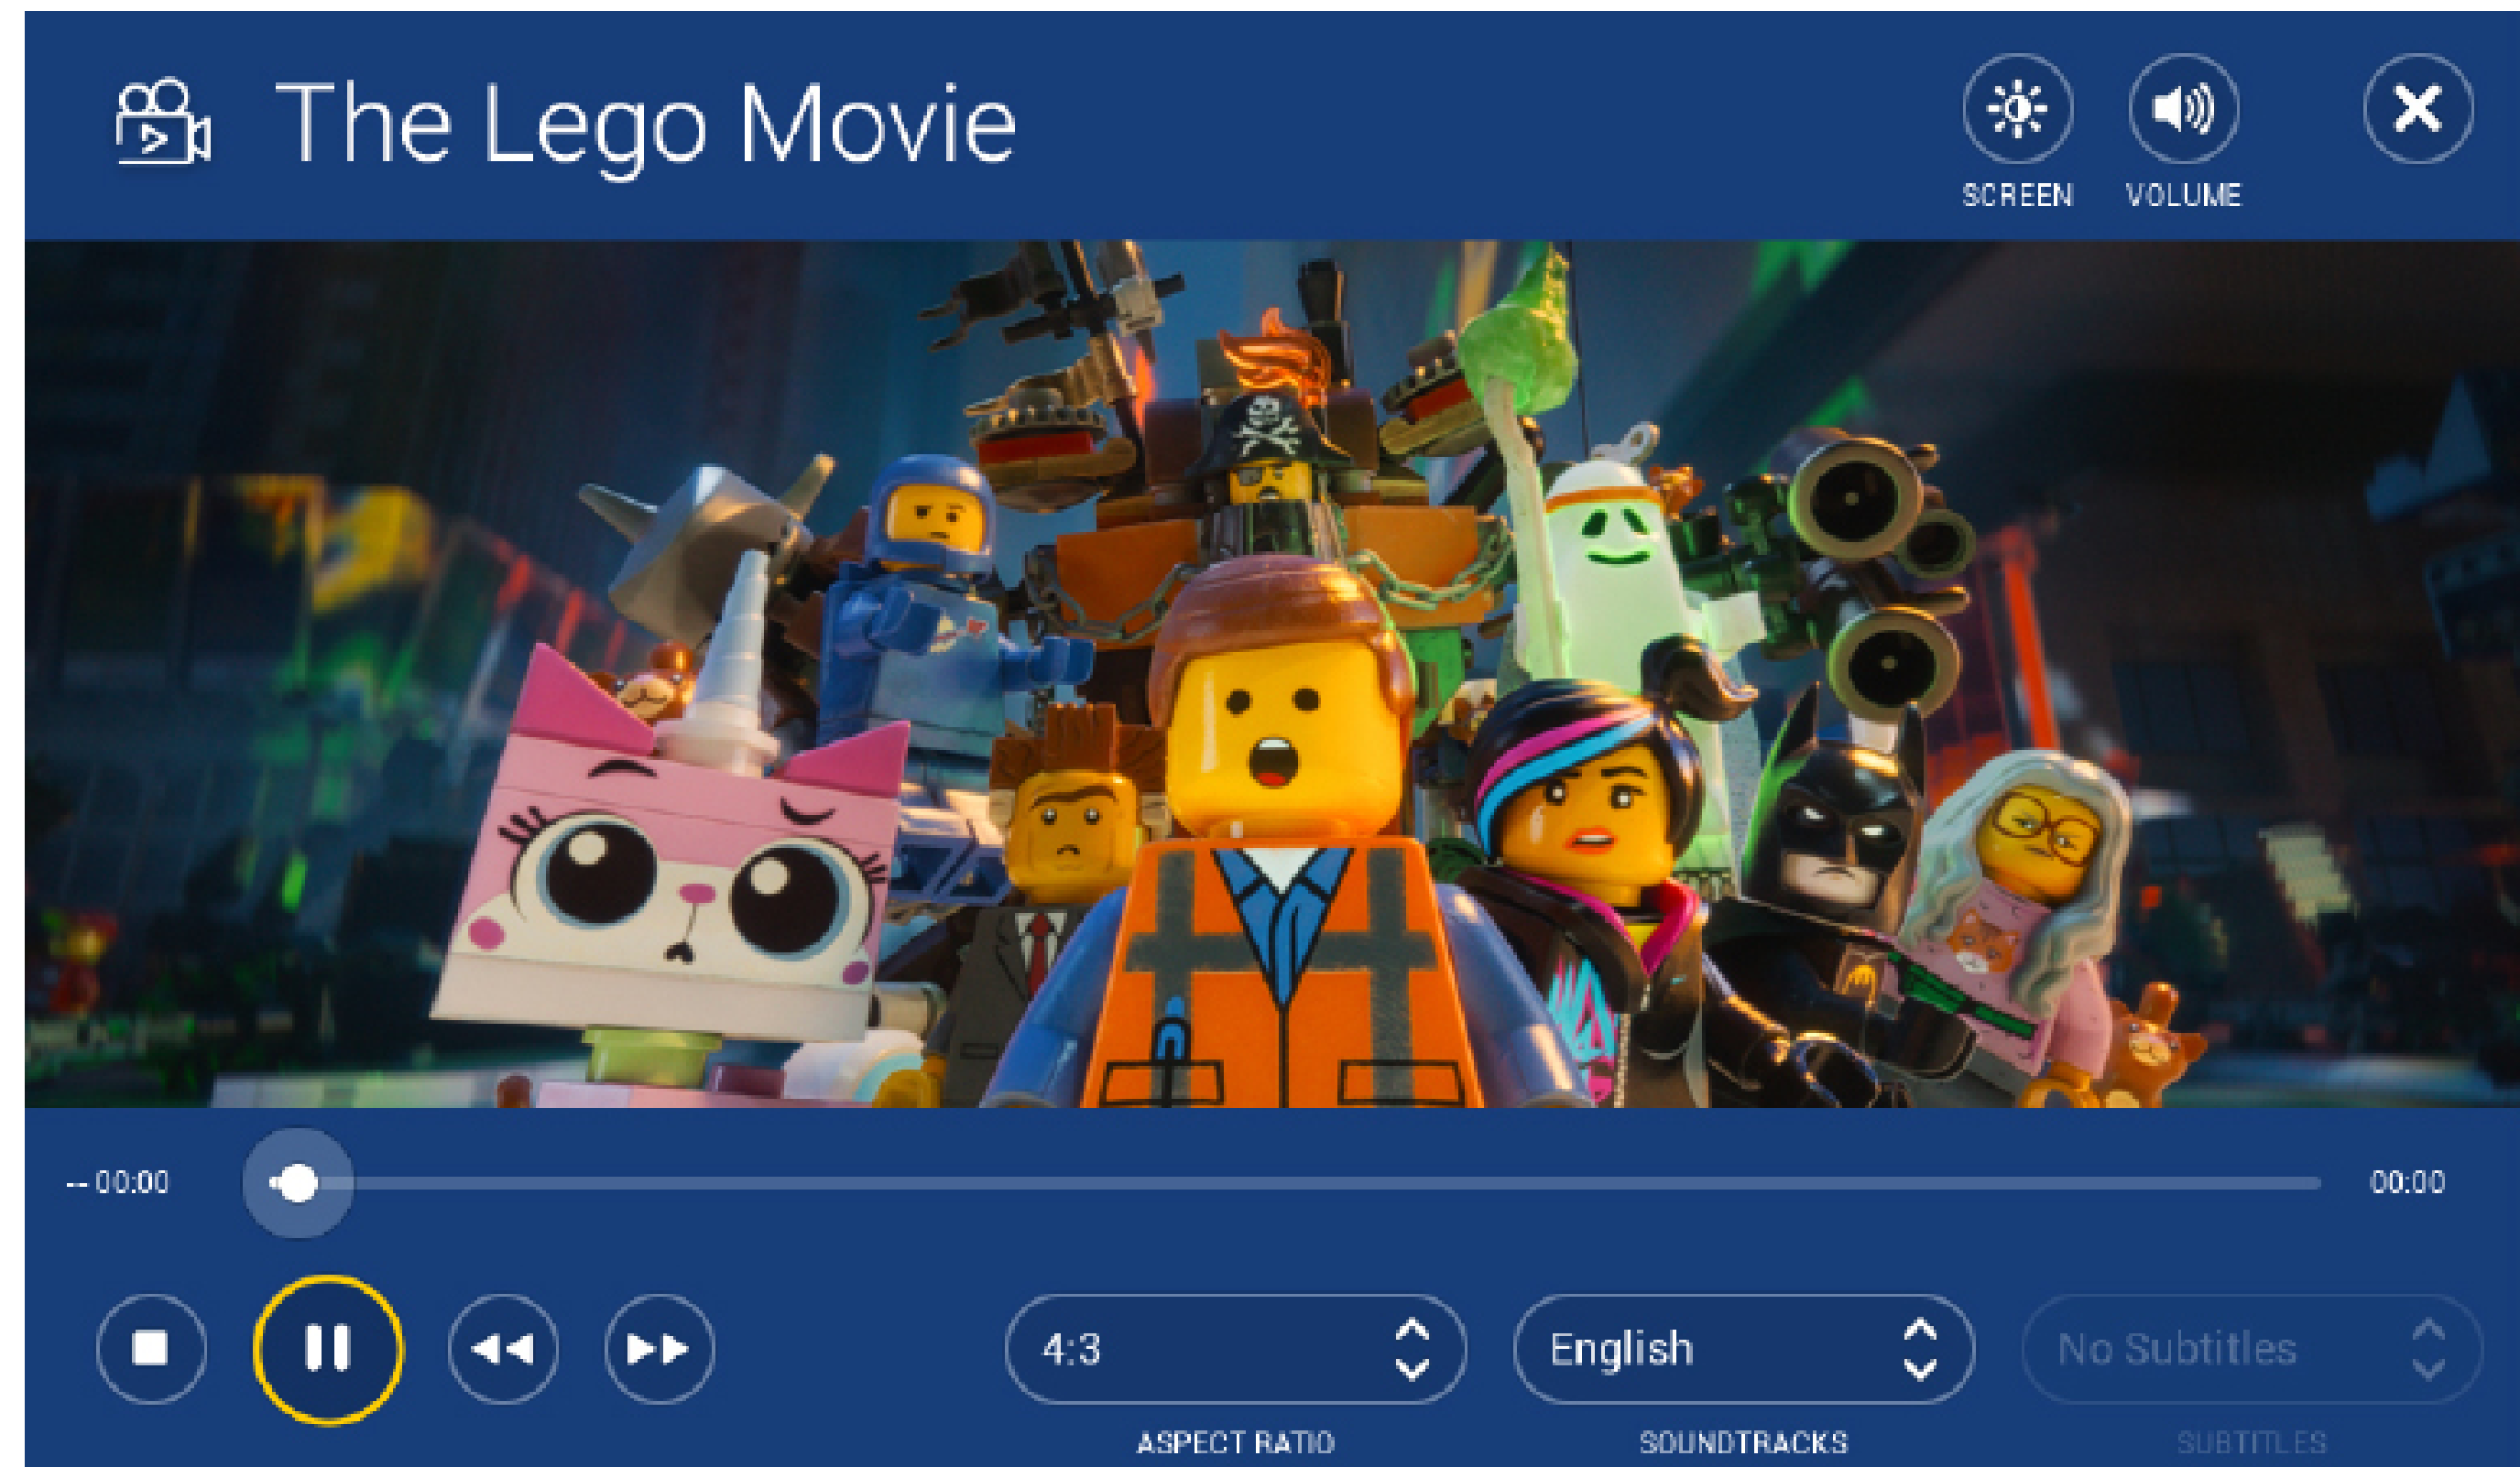 The Lego Movie
SCREEN
VOLUME
--00:00
00:00
4:3
English
No Subtitles
ASPECT RATIO
SOUNDTRACKS
SUBTITLES